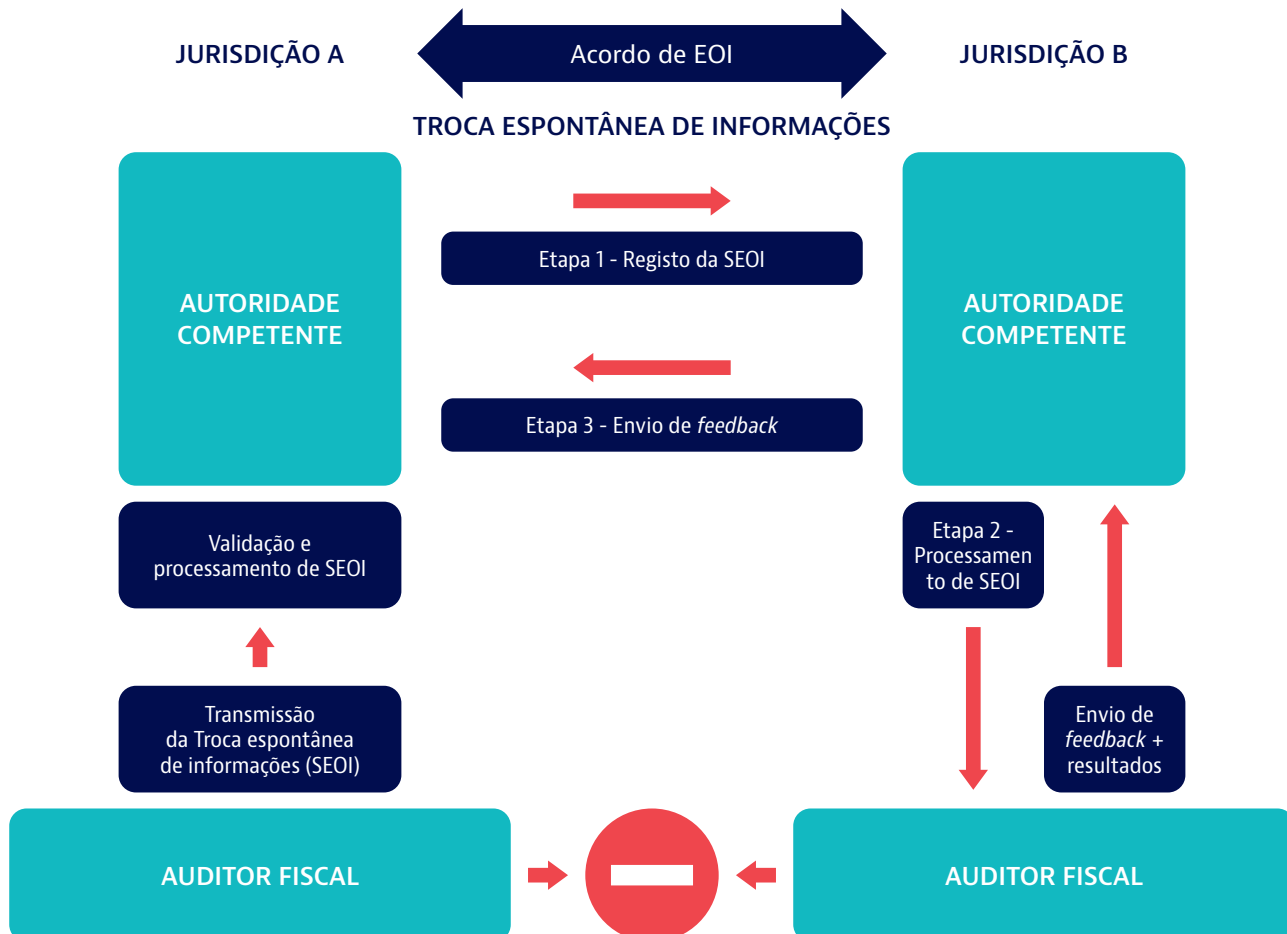 JURISDIÇÃO A
Acordo de EOI
JURISDIÇÃO B
TROCA ESPONTÂNEA DE INFORMAÇÕES
AUTORIDADE
COMPETENTE
Etapa 1 - Registo da SEOI
Etapa 3 - Envio de feedback
AUTORIDADE
COMPETENTE
Validação e
processamento de SEOI
Etapa 2 -
Processamen
to de SEOI
Transmissão
da Troca espontânea
de informações (SEOI)
Envio de
feedback +
resultados
AUDITOR FISCAL
AUDITOR FISCAL